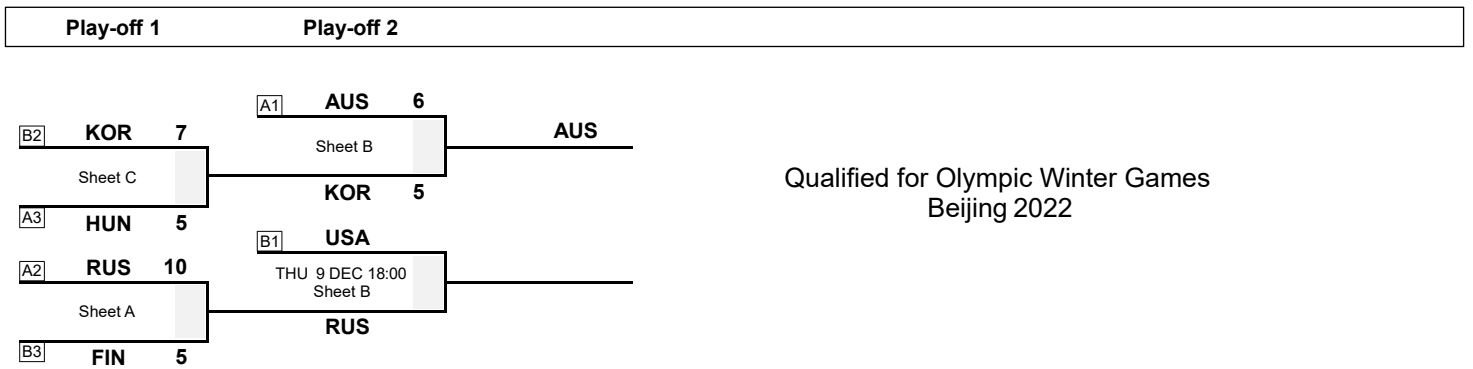 Play-off 1 Play-off 2
A1 AUS 6
B2 KOR 7
Sheet B
AUS
Sheet C
KOR 5
A3 HUN 5
B1 USA
A2 RUS 10
THU 9 DEC 18:00
Sheet B
Sheet A
RUS
B3 FIN 5
Qualified for Olympic Winter Games
Beijing 2022